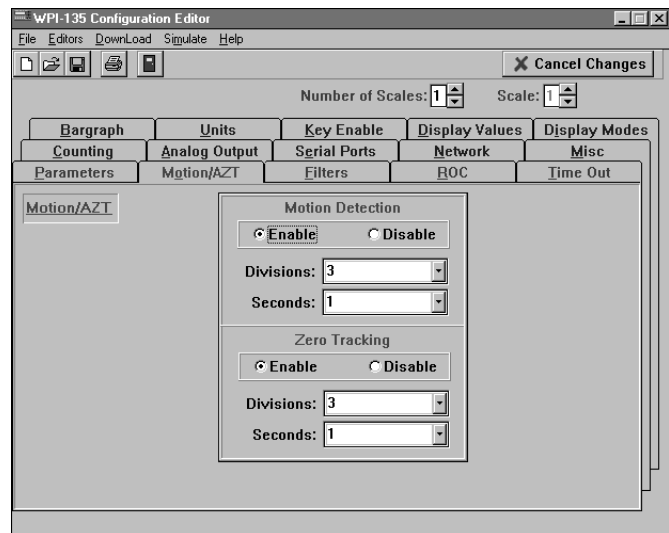 WPI-135 Configuration Editor
File Editors DownLoad Simulate Help
Cancel Changes
Number of Scales: 1 Scale: 1
Bargraph Units Key Enable Display Values Display Modes
Counting Analog Output Serial Ports Network Misc
Parameters Motion/AZT Filters ROC Time Out
Motion/AZT
Motion Detection
Enable Disable
Divisions: 3
Seconds: 1
Zero Tracking
Enable Disable
Divisions: 3
Seconds: 1